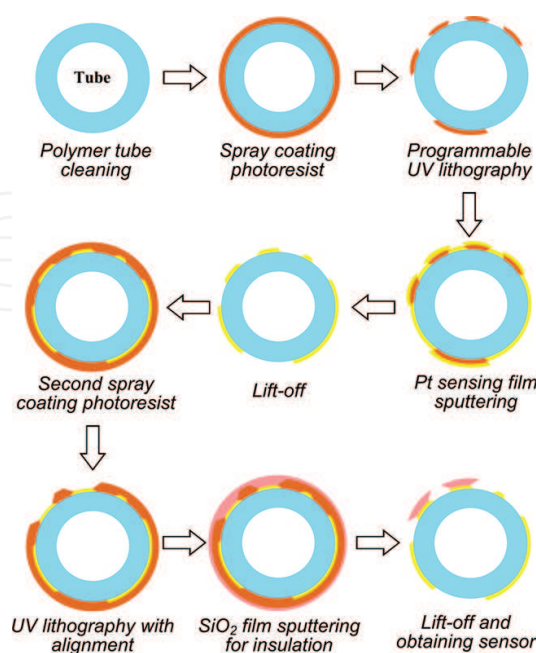 Tube
Polymer tube
cleaning
Spray coating
photoresist
Programmable
UV lithography
Second spray
coating photoresist
Lift-off
Pt sensing film
sputtering
UV lithography with
alignment
SiO₂ film sputtering
for insulation
Lift-off and
obtaining sensor